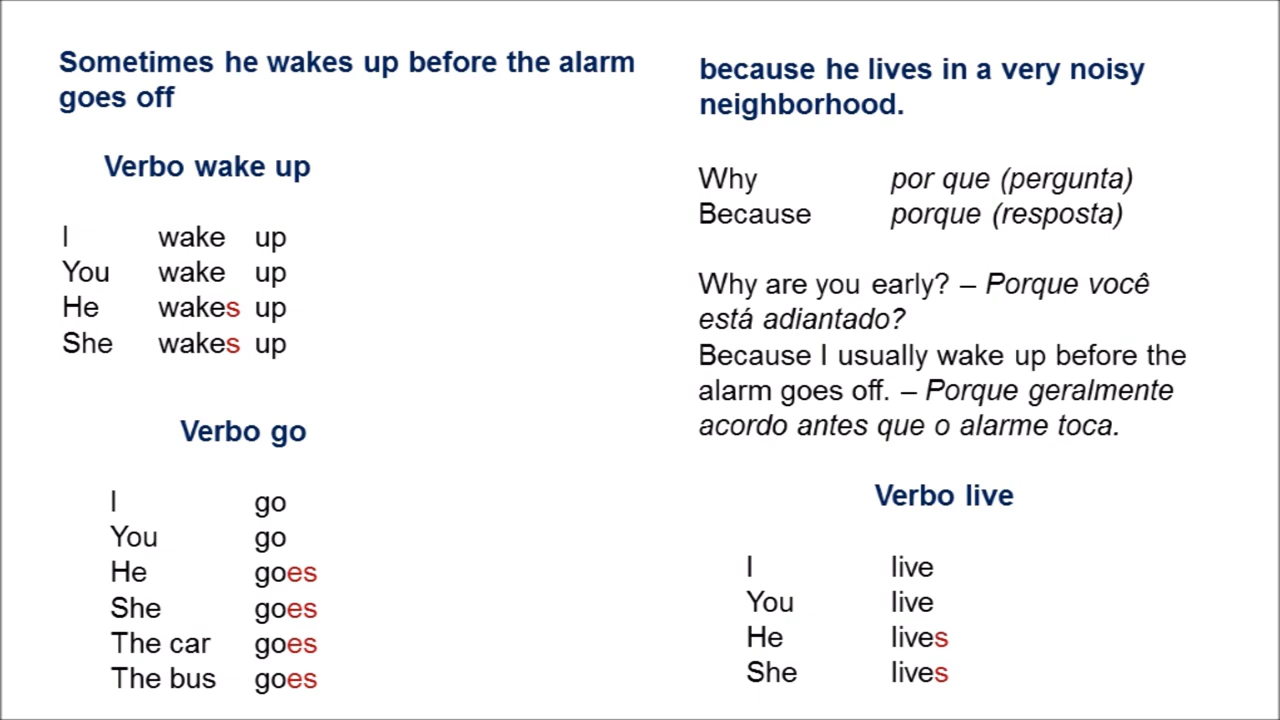 Sometimes he wakes up before the alarm
goes off
Verbo wake up
I wake up
You wake up
He wakes up
She wakes up
Verbo go
I go
You go
He goes
She goes
The car goes
The bus goes
because he lives in a very noisy
neighborhood.
Why por que (pergunta)
Because porque (resposta)
Why are you early? – Porque você
está adiantado?
Because I usually wake up before the
alarm goes off. – Porque geralmente
acordo antes que o alarme toca.
Verbo live
I live
You live
He lives
She lives